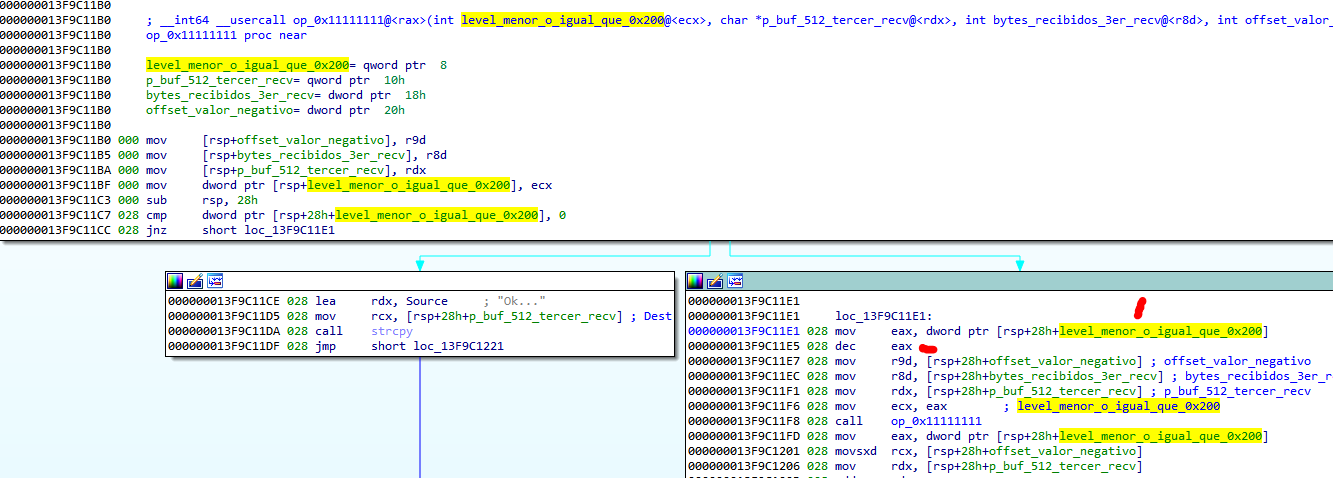 000000013F9C11B0
000000013F9C11B0 ; __int64 __usercall op_0x11111111@<rax>(int level_menor_o_igual_que_0x200@<ecx>, char *p_buf_512_tercer_recv@<rdx>, int bytes_recibidos_3er_recv@<r8d>, int offset_valor_
000000013F9C11B0 op_0x11111111 proc near
000000013F9C11B0
000000013F9C11B0 level_menor_o_igual_que_0x200= qword ptr  8
000000013F9C11B0 p_buf_512_tercer_recv= qword ptr  10h
000000013F9C11B0 bytes_recibidos_3er_recv= dword ptr  18h
000000013F9C11B0 offset_valor_negativo= dword ptr  20h
000000013F9C11B0
000000013F9C11B0 000 mov     [rsp+offset_valor_negativo], r9d
000000013F9C11B5 000 mov     [rsp+bytes_recibidos_3er_recv], r8d
000000013F9C11BA 000 mov     [rsp+p_buf_512_tercer_recv], rdx
000000013F9C11BF 000 mov     dword ptr [rsp+level_menor_o_igual_que_0x200], ecx
000000013F9C11C3 000 sub     rsp, 28h
000000013F9C11C7 028 cmp     dword ptr [rsp+28h+level_menor_o_igual_que_0x200], 0
000000013F9C11CC 028 jnz     short loc_13F9C11E1
000000013F9C11CE 028 lea     rdx, Source     ; "Ok..."
000000013F9C11D5 028 mov     rcx, [rsp+28h+p_buf_512_tercer_recv] ; Dest
000000013F9C11DA 028 call    strcpy
000000013F9C11DF 028 jmp     short loc_13F9C1221
000000013F9C11E1
000000013F9C11E1 loc_13F9C11E1:
000000013F9C11E1 028 mov     eax, dword ptr [rsp+28h+level_menor_o_igual_que_0x200]
000000013F9C11E5 028 dec     eax
000000013F9C11E7 028 mov     r9d, [rsp+28h+offset_valor_negativo] ; offset_valor_negativo
000000013F9C11EC 028 mov     r8d, [rsp+28h+bytes_recibidos_3er_recv] ; bytes_recibidos_3er_r
000000013F9C11F1 028 mov     rdx, [rsp+28h+p_buf_512_tercer_recv] ; p_buf_512_tercer_recv
000000013F9C11F6 028 mov     ecx, eax        ; level_menor_o_igual_que_0x200
000000013F9C11F8 028 call    op_0x11111111
000000013F9C11FD 028 mov     eax, dword ptr [rsp+28h+level_menor_o_igual_que_0x200]
000000013F9C1201 028 movsxd  rcx, [rsp+28h+offset_valor_negativo]
000000013F9C1206 028 mov     rdx, [rsp+28h+p_buf_512_tercer_recv]